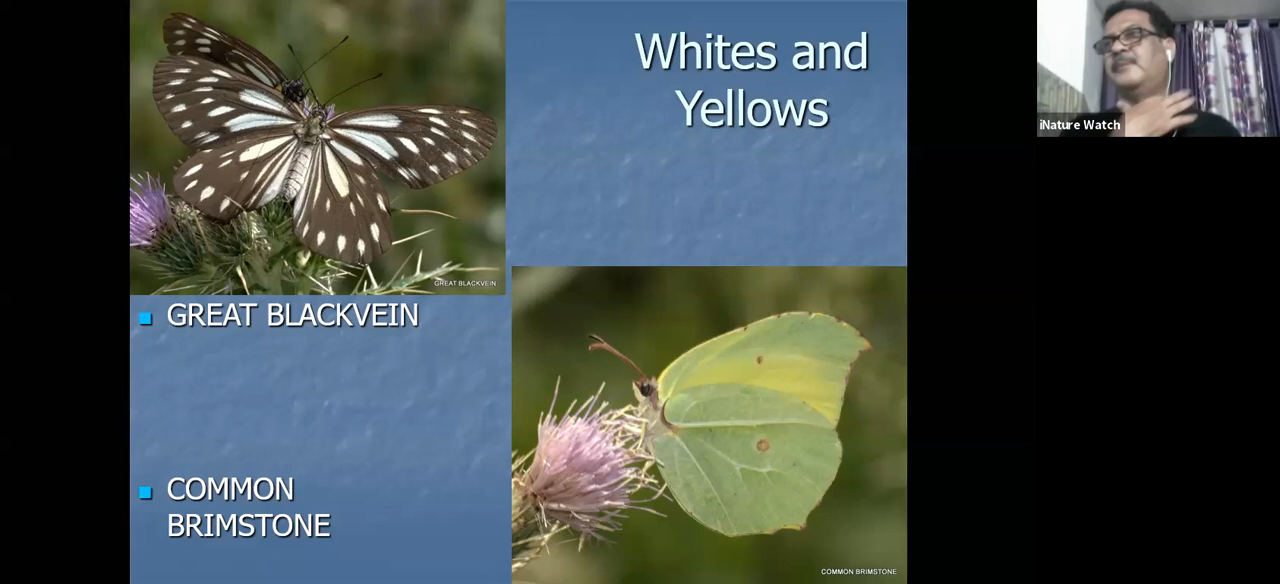 Whites and
Yellows
iNature Watch
GREAT BLACKVEIN
GREAT BLACKVEIN
COMMON
BRIMSTONE
COMMON BRIMSTONE